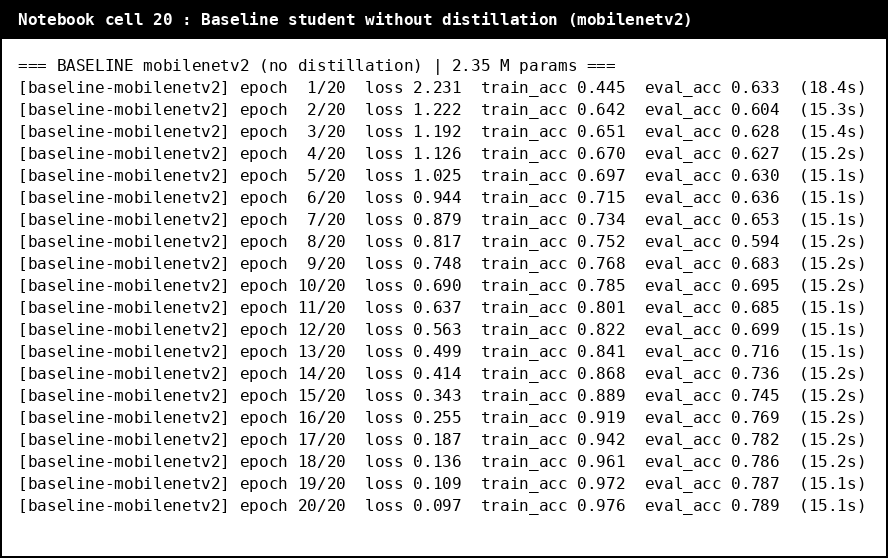 Notebook cell 20 : Baseline student without distillation (mobilenetv2)
=== BASELINE mobilenetv2 (no distillation) | 2.35 M params ===
[baseline-mobilenetv2] epoch  1/20  loss 2.231  train_acc 0.445  eval_acc 0.633  (18.4s)
[baseline-mobilenetv2] epoch  2/20  loss 1.222  train_acc 0.642  eval_acc 0.604  (15.3s)
[baseline-mobilenetv2] epoch  3/20  loss 1.192  train_acc 0.651  eval_acc 0.628  (15.4s)
[baseline-mobilenetv2] epoch  4/20  loss 1.126  train_acc 0.670  eval_acc 0.627  (15.2s)
[baseline-mobilenetv2] epoch  5/20  loss 1.025  train_acc 0.697  eval_acc 0.630  (15.1s)
[baseline-mobilenetv2] epoch  6/20  loss 0.944  train_acc 0.715  eval_acc 0.636  (15.1s)
[baseline-mobilenetv2] epoch  7/20  loss 0.879  train_acc 0.734  eval_acc 0.653  (15.1s)
[baseline-mobilenetv2] epoch  8/20  loss 0.817  train_acc 0.752  eval_acc 0.594  (15.2s)
[baseline-mobilenetv2] epoch  9/20  loss 0.748  train_acc 0.768  eval_acc 0.683  (15.2s)
[baseline-mobilenetv2] epoch 10/20  loss 0.690  train_acc 0.785  eval_acc 0.695  (15.2s)
[baseline-mobilenetv2] epoch 11/20  loss 0.637  train_acc 0.801  eval_acc 0.685  (15.1s)
[baseline-mobilenetv2] epoch 12/20  loss 0.563  train_acc 0.822  eval_acc 0.699  (15.1s)
[baseline-mobilenetv2] epoch 13/20  loss 0.499  train_acc 0.841  eval_acc 0.716  (15.1s)
[baseline-mobilenetv2] epoch 14/20  loss 0.414  train_acc 0.868  eval_acc 0.736  (15.2s)
[baseline-mobilenetv2] epoch 15/20  loss 0.343  train_acc 0.889  eval_acc 0.745  (15.2s)
[baseline-mobilenetv2] epoch 16/20  loss 0.255  train_acc 0.919  eval_acc 0.769  (15.2s)
[baseline-mobilenetv2] epoch 17/20  loss 0.187  train_acc 0.942  eval_acc 0.782  (15.2s)
[baseline-mobilenetv2] epoch 18/20  loss 0.136  train_acc 0.961  eval_acc 0.786  (15.2s)
[baseline-mobilenetv2] epoch 19/20  loss 0.109  train_acc 0.972  eval_acc 0.787  (15.1s)
[baseline-mobilenetv2] epoch 20/20  loss 0.097  train_acc 0.976  eval_acc 0.789  (15.1s)